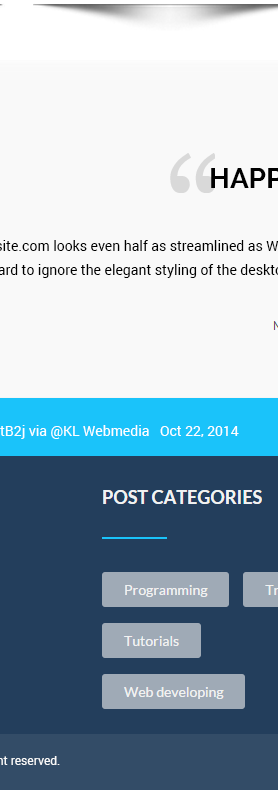 “HAPP
site.com looks even half as streamlined as W
ard to ignore the elegant styling of the deskto
N
tB2j via @KL Webmedia Oct 22, 2014
POST CATEGORIES
Programming Tr
Tutorials
Web developing
ht reserved.